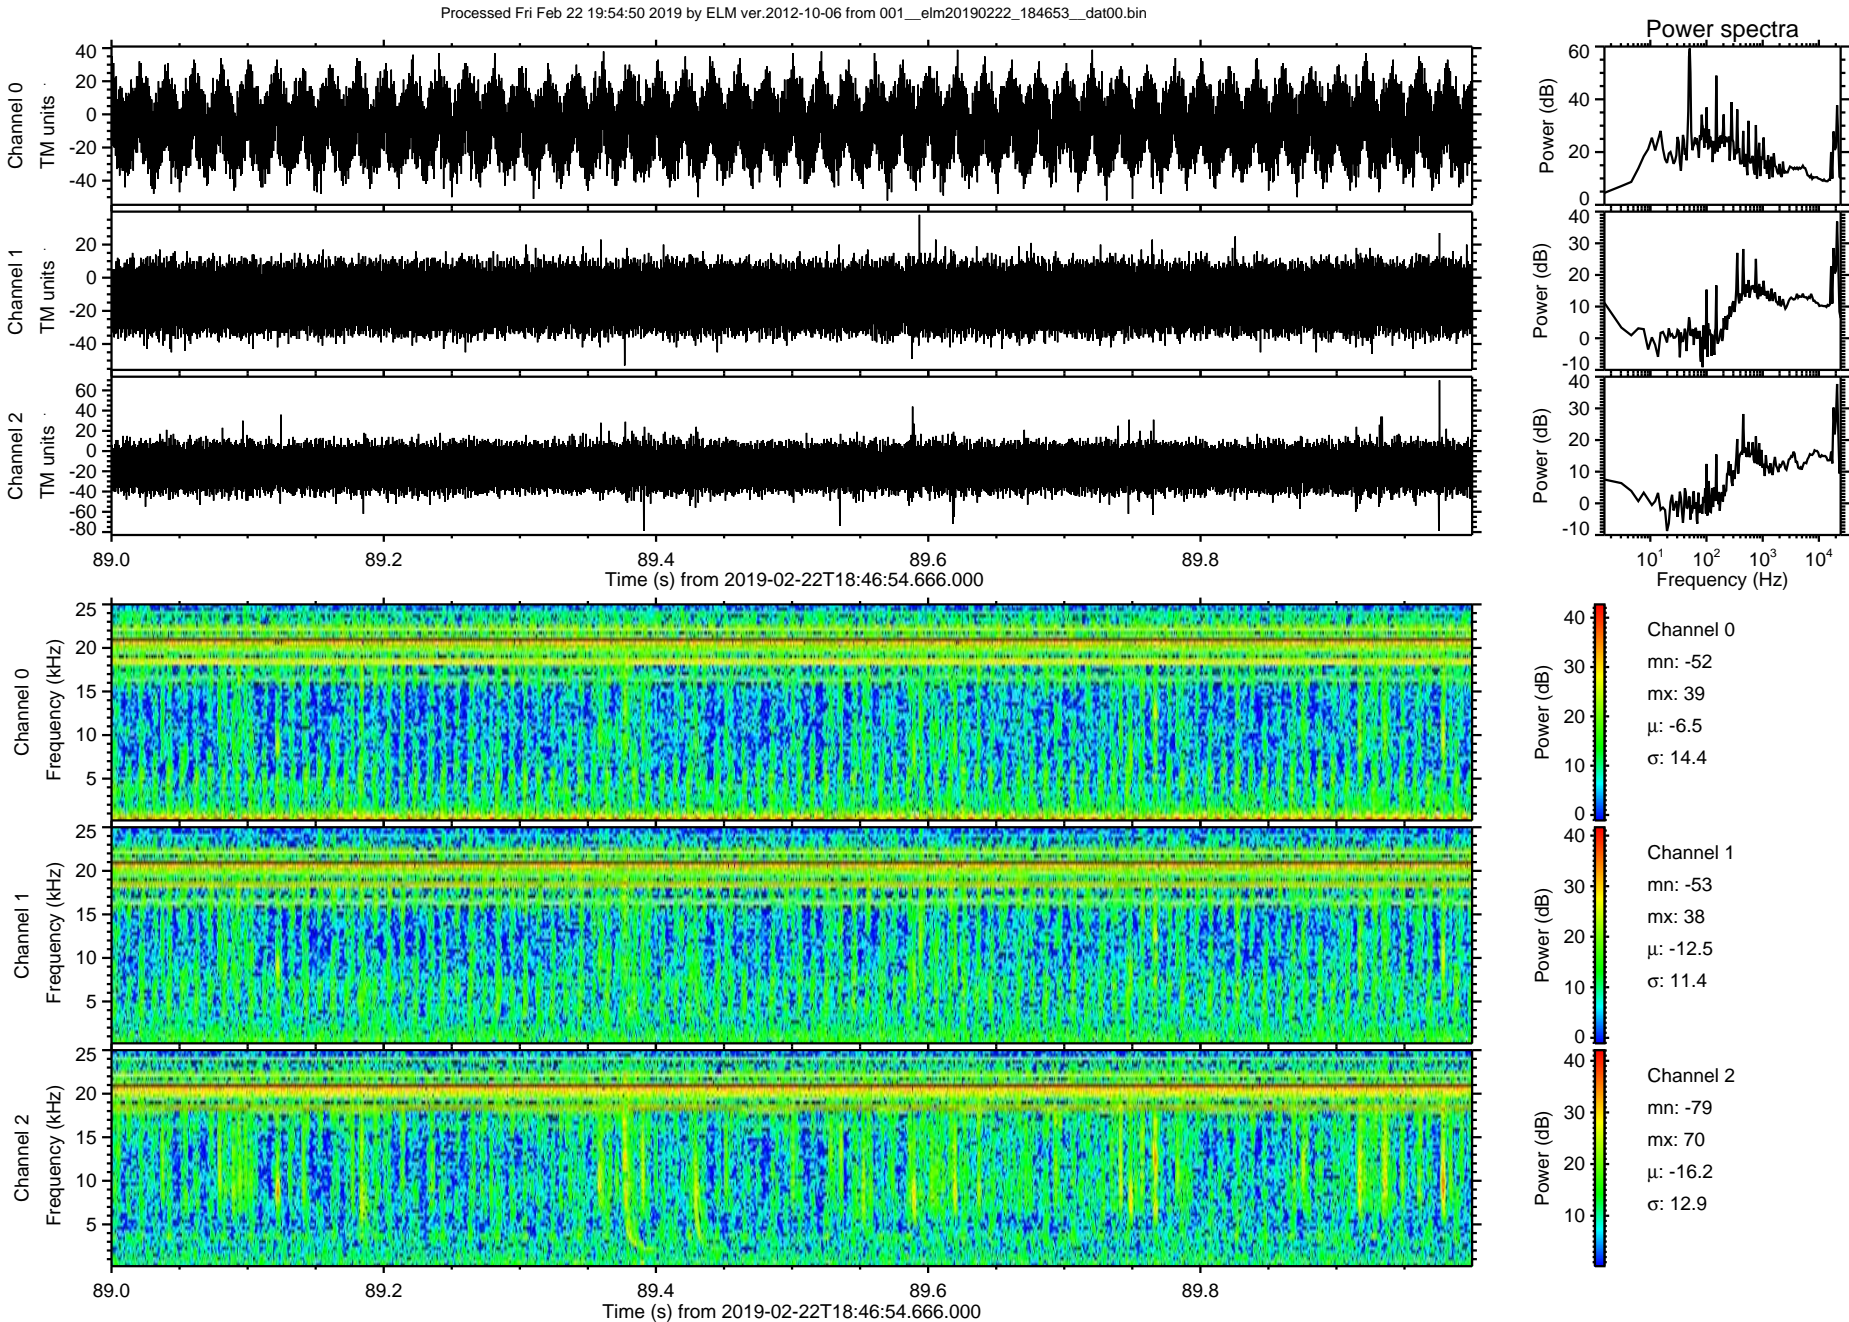 Processed Fri Feb 22 19:54:50 2019 by ELM ver.2012-10-06 from 001__elm20190222_184653__dat00.bin
Power spectra
Channel 0
TM units
40
20
0
-20
-40
Power (dB)
60
40
20
0
Channel 1
TM units
20
0
-20
-40
Power (dB)
40
30
20
10
0
-10
Channel 2
TM units
60
40
20
0
-20
-40
-60
-80
Power (dB)
40
30
20
10
0
-10
89.0 89.2 89.4 89.6 89.8
Time (s) from 2019-02-22T18:46:54.666.000
10¹ 10² 10³ 10⁴
Frequency (Hz)
Channel 0
Frequency (kHz)
25
20
15
10
5
Power (dB)
40
30
20
10
0
Channel 0
mn: -52
mx: 39
μ: -6.5
σ: 14.4
Channel 1
Frequency (kHz)
25
20
15
10
5
Power (dB)
40
30
20
10
0
Channel 1
mn: -53
mx: 38
μ: -12.5
σ: 11.4
Channel 2
Frequency (kHz)
25
20
15
10
5
Power (dB)
40
30
20
10
Channel 2
mn: -79
mx: 70
μ: -16.2
σ: 12.9
89.0 89.2 89.4 89.6 89.8
Time (s) from 2019-02-22T18:46:54.666.000